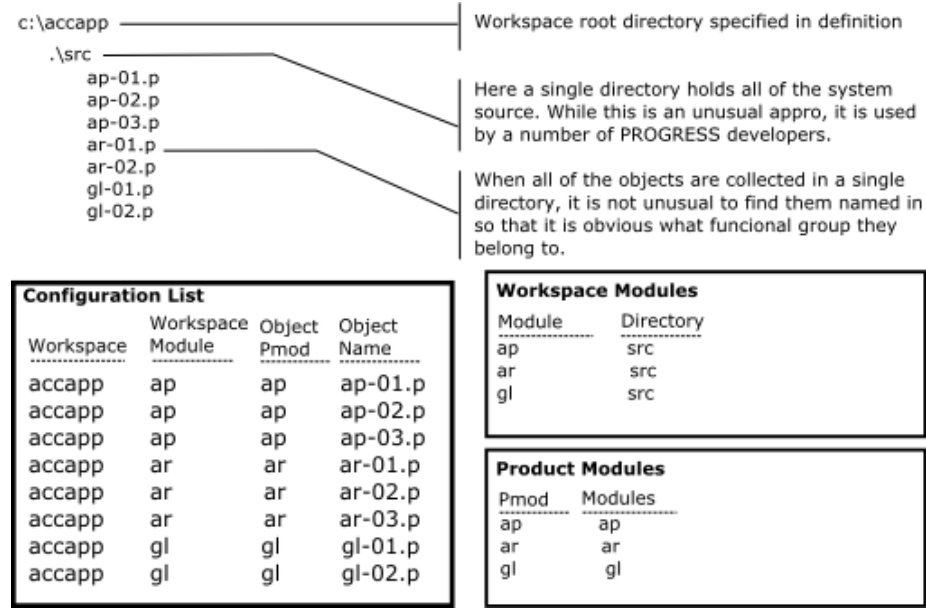 c:\accapp
Workspace root directory specified in definition
.\src
ap-01.p
ap-02.p
ap-03.p
ar-01.p
ar-02.p
gl-01.p
gl-02.p
Here a single directory holds all of the system
source. While this is an unusual appro, it is used
by a number of PROGRESS developers.
When all of the objects are collected in a single
directory, it is not unusual to find them named in
so that it is obvious what funcional group they
belong to.
Configuration List
Workspace Workspace Module Object Pmod Object Name
accapp ap ap ap-01.p
accapp ap ap ap-02.p
accapp ap ap ap-03.p
accapp ar ar ar-01.p
accapp ar ar ar-02.p
accapp ar ar ar-03.p
accapp gl gl gl-01.p
accapp gl gl gl-02.p
Workspace Modules
Module Directory
ap src
ar src
gl src
Product Modules
Pmod Modules
ap ap
ar ar
gl gl